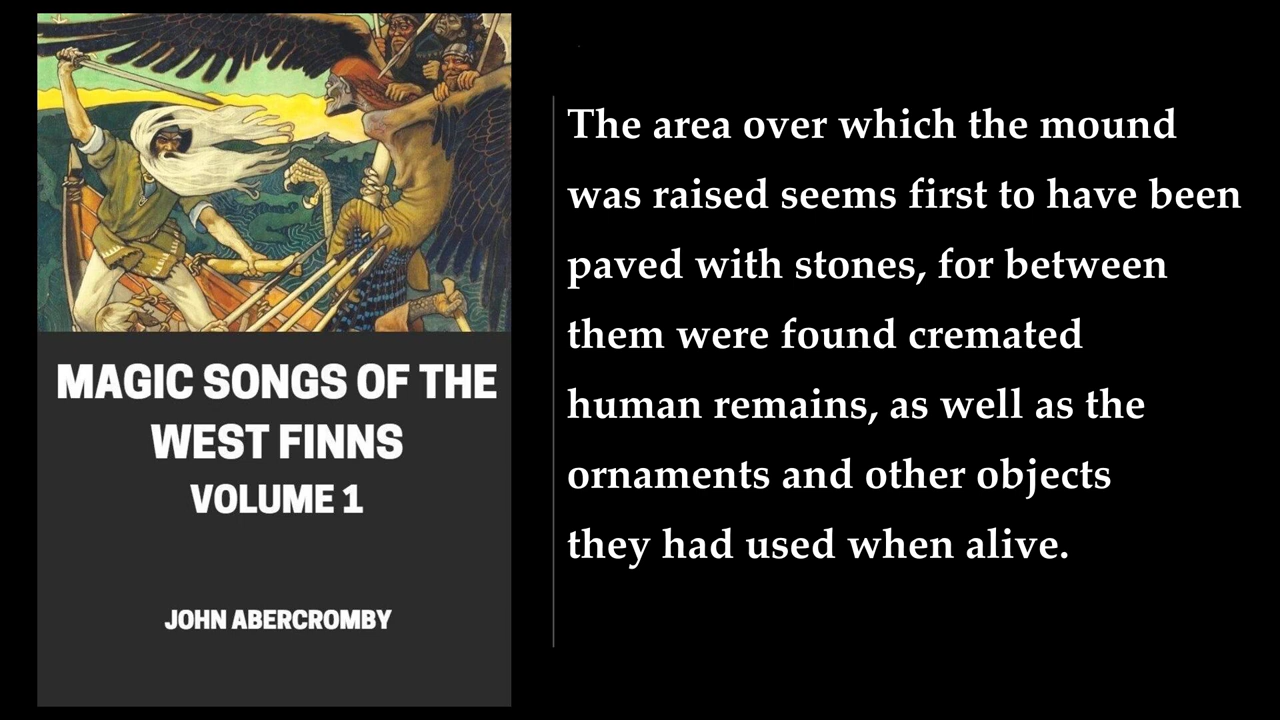 MAGIC SONGS OF THE
WEST FINNS
VOLUME 1
JOHN ABERCROMBY
The area over which the mound
was raised seems first to have been
paved with stones, for between
them were found cremated
human remains, as well as the
ornaments and other objects
they had used when alive.